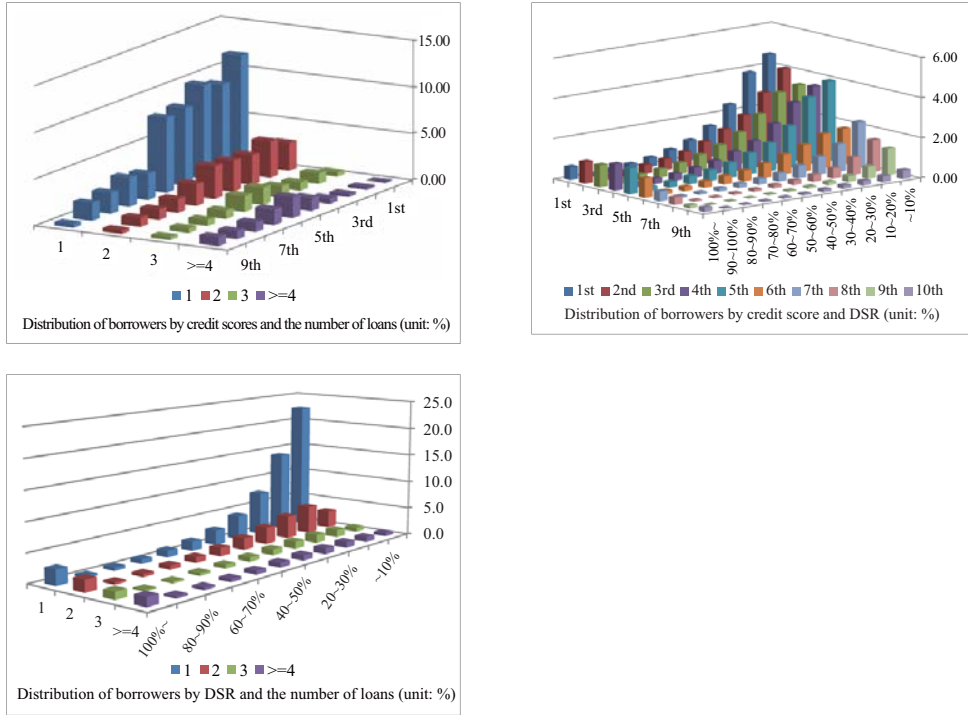 15.00
10.00
5.00
0.00
1st
3rd
5th
7th
9th
1
2
3
>=4
1 2 3 >=4
Distribution of borrowers by credit scores and the number of loans (unit: %)
6.00
4.00
2.00
0.00
1st
3rd
5th
7th
9th
100%~
90~100%
80~90%
70~80%
60~70%
50~60%
40~50%
30~40%
20~30%
10~20%
~10%
1st 2nd 3rd 4th 5th 6th 7th 8th 9th 10th
Distribution of borrowers by credit score and DSR (unit: %)
25.0
20.0
15.0
10.0
5.0
0.0
1
2
3
>=4
100%~
80~90%
60~70%
40~50%
20~30%
~10%
1 2 3 >=4
Distribution of borrowers by DSR and the number of loans (unit: %)